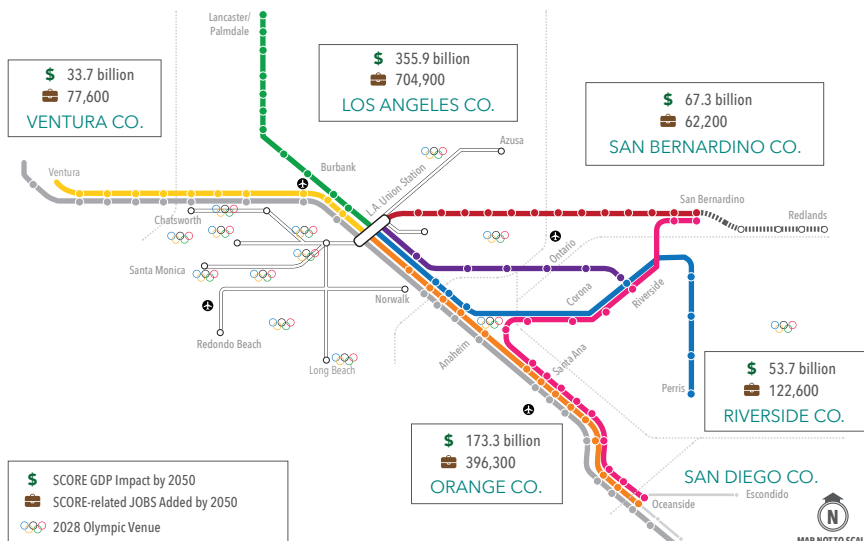 Lancaster/
Palmdale
$ 33.7 billion
77,600
VENTURA CO.
$ 355.9 billion
704,900
LOS ANGELES CO.
$ 67.3 billion
62,200
SAN BERNARDINO CO.
Ventura
Burbank
L.A. Union Station
Azusa
Chatsworth
San Bernardino
Redlands
Santa Monica
Ontario
Norwalk
Corona
Riverside
Redondo Beach
Anaheim
Santa Ana
Long Beach
Perris
$ 53.7 billion
122,600
RIVERSIDE CO.
$ 173.3 billion
396,300
ORANGE CO.
SAN DIEGO CO.
Escondido
Oceanside
$ SCORE GDP Impact by 2050
SCORE-related JOBS Added by 2050
2028 Olympic Venue
N
MAP NOT TO SCALE